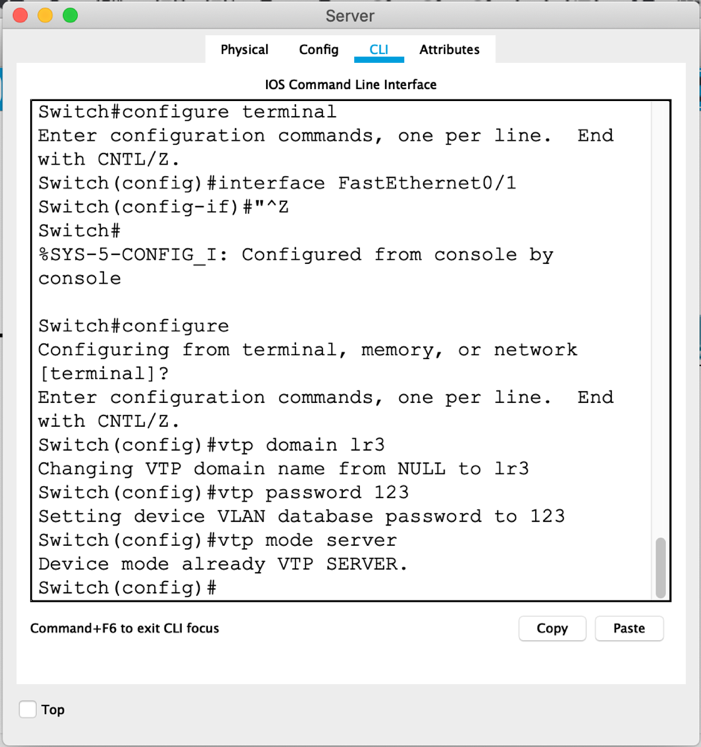 Server
Physical Config CLI Attributes
IOS Command Line Interface
Switch#configure terminal
Enter configuration commands, one per line.  End
with CNTL/Z.
Switch(config)#interface FastEthernet0/1
Switch(config-if)#"^Z
Switch#
%SYS-5-CONFIG_I: Configured from console by
console
Switch#configure
Configuring from terminal, memory, or network
[terminal]?
Enter configuration commands, one per line.  End
with CNTL/Z.
Switch(config)#vtp domain lr3
Changing VTP domain name from NULL to lr3
Switch(config)#vtp password 123
Setting device VLAN database password to 123
Switch(config)#vtp mode server
Device mode already VTP SERVER.
Switch(config)#
Command+F6 to exit CLI focus
Copy Paste
Top